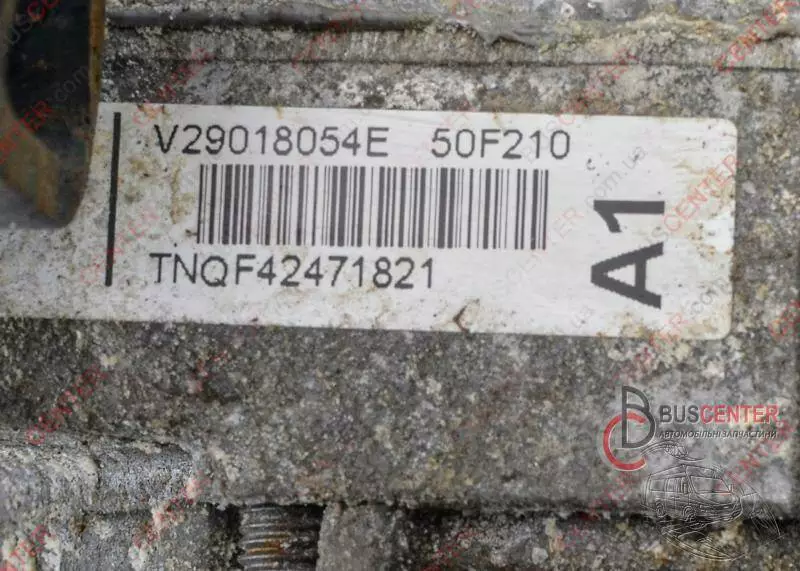 V29018054E 50F210
TNQF42471821
A1
BUSCENTER
АВТОМОБІЛЬНІ ЗАПЧАСТИНИ